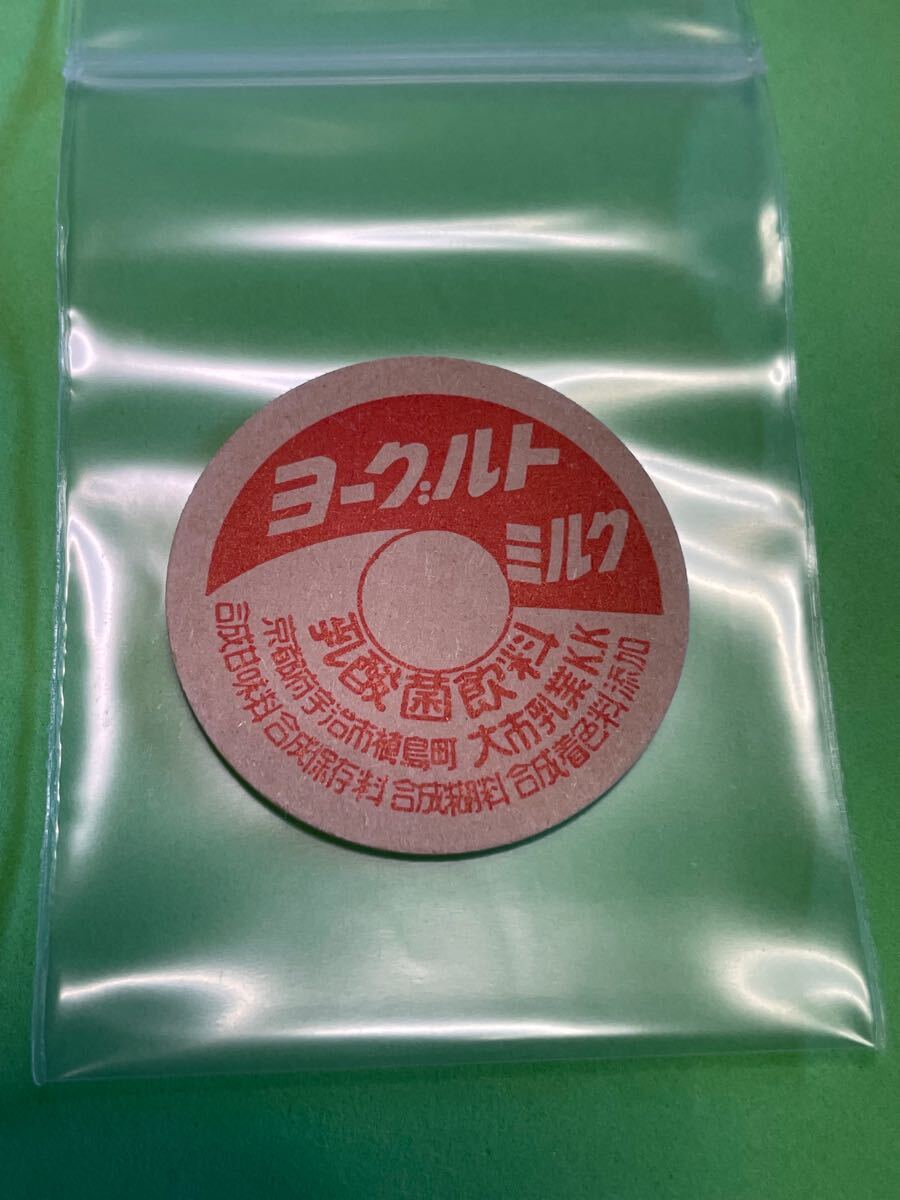 ヨーグルト
ミルク
乳酸菌飲料
京都府宇治市槙島町 大市乳業K.K
合成甘味料 合成保存料 合成糊料 合成着色料添加